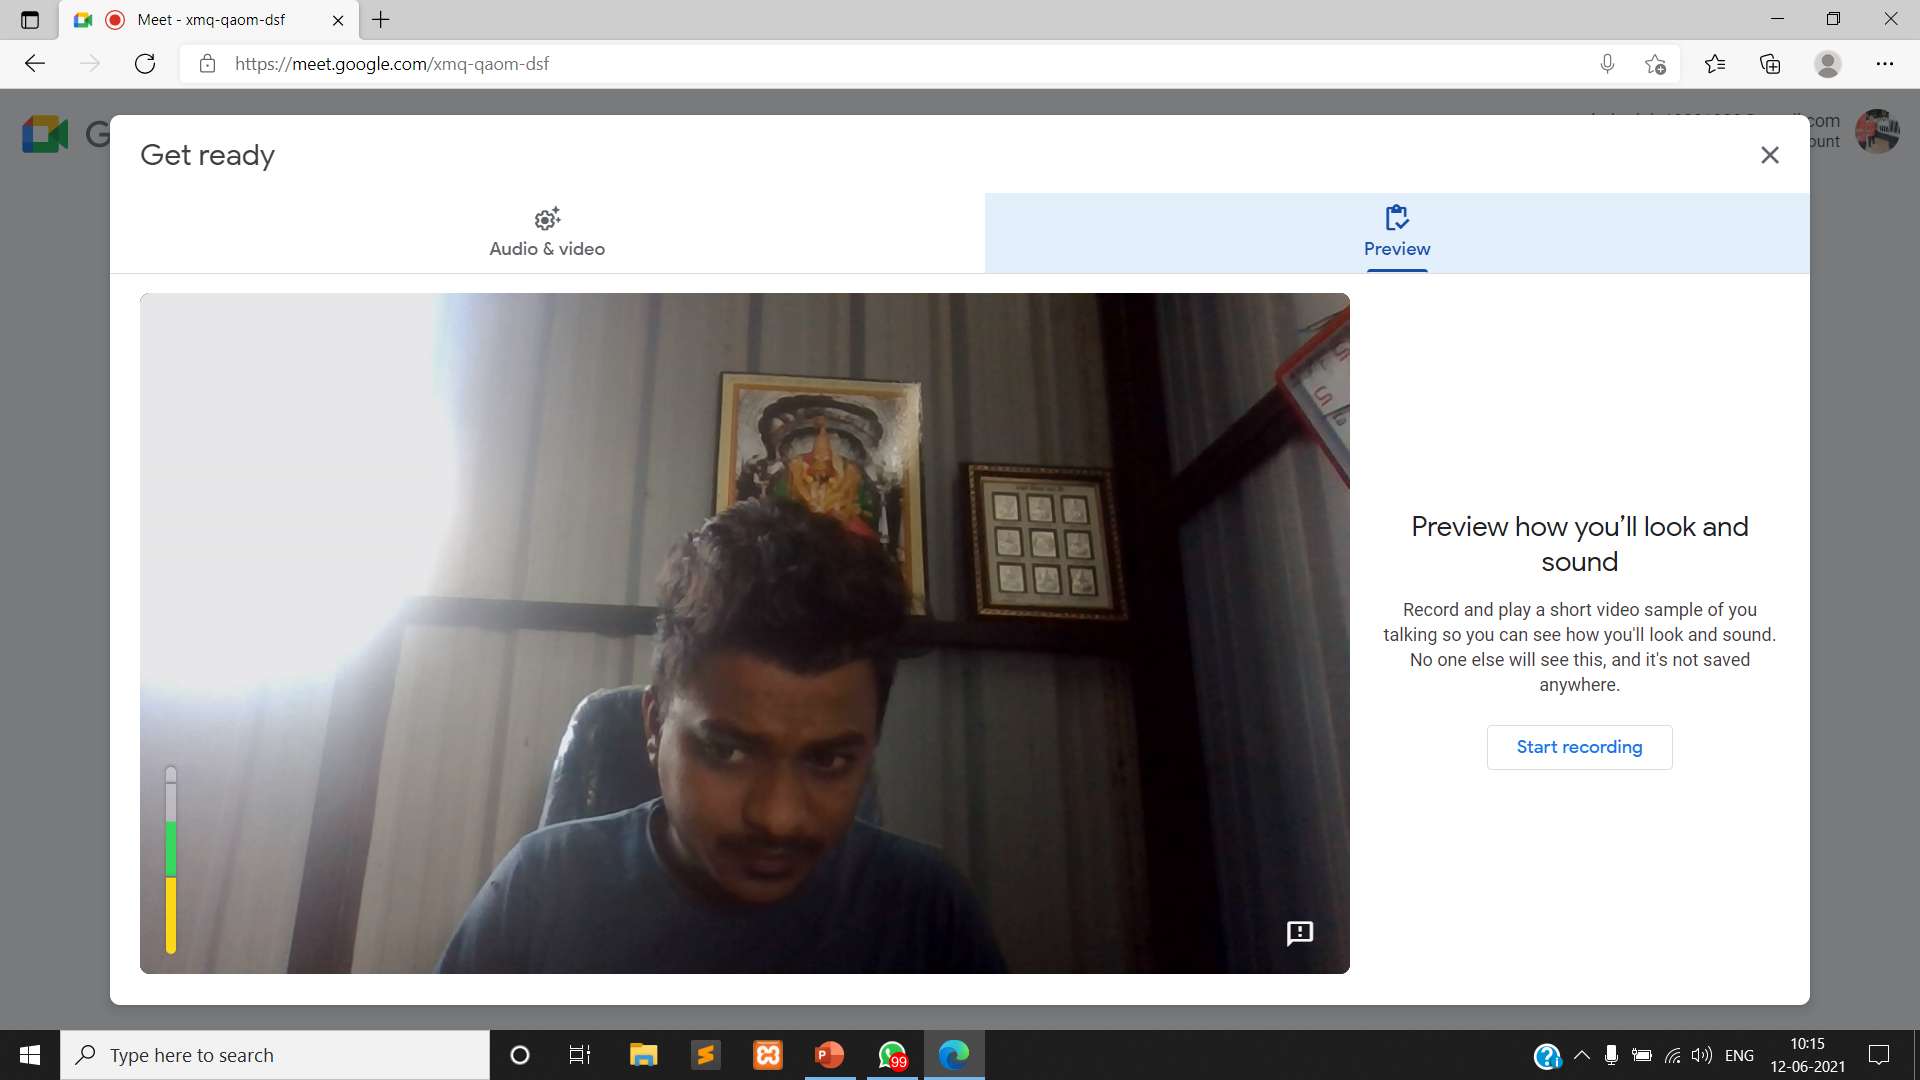 Meet - xmq-qaom-dsf
https://meet.google.com/xmq-qaom-dsf
G
com
ount
Get ready
Audio & video
Preview
Preview how you’ll look and
sound
Record and play a short video sample of you
talking so you can see how you'll look and sound.
No one else will see this, and it's not saved
anywhere.
Start recording
Type here to search
99
ENG
10:15
12-06-2021